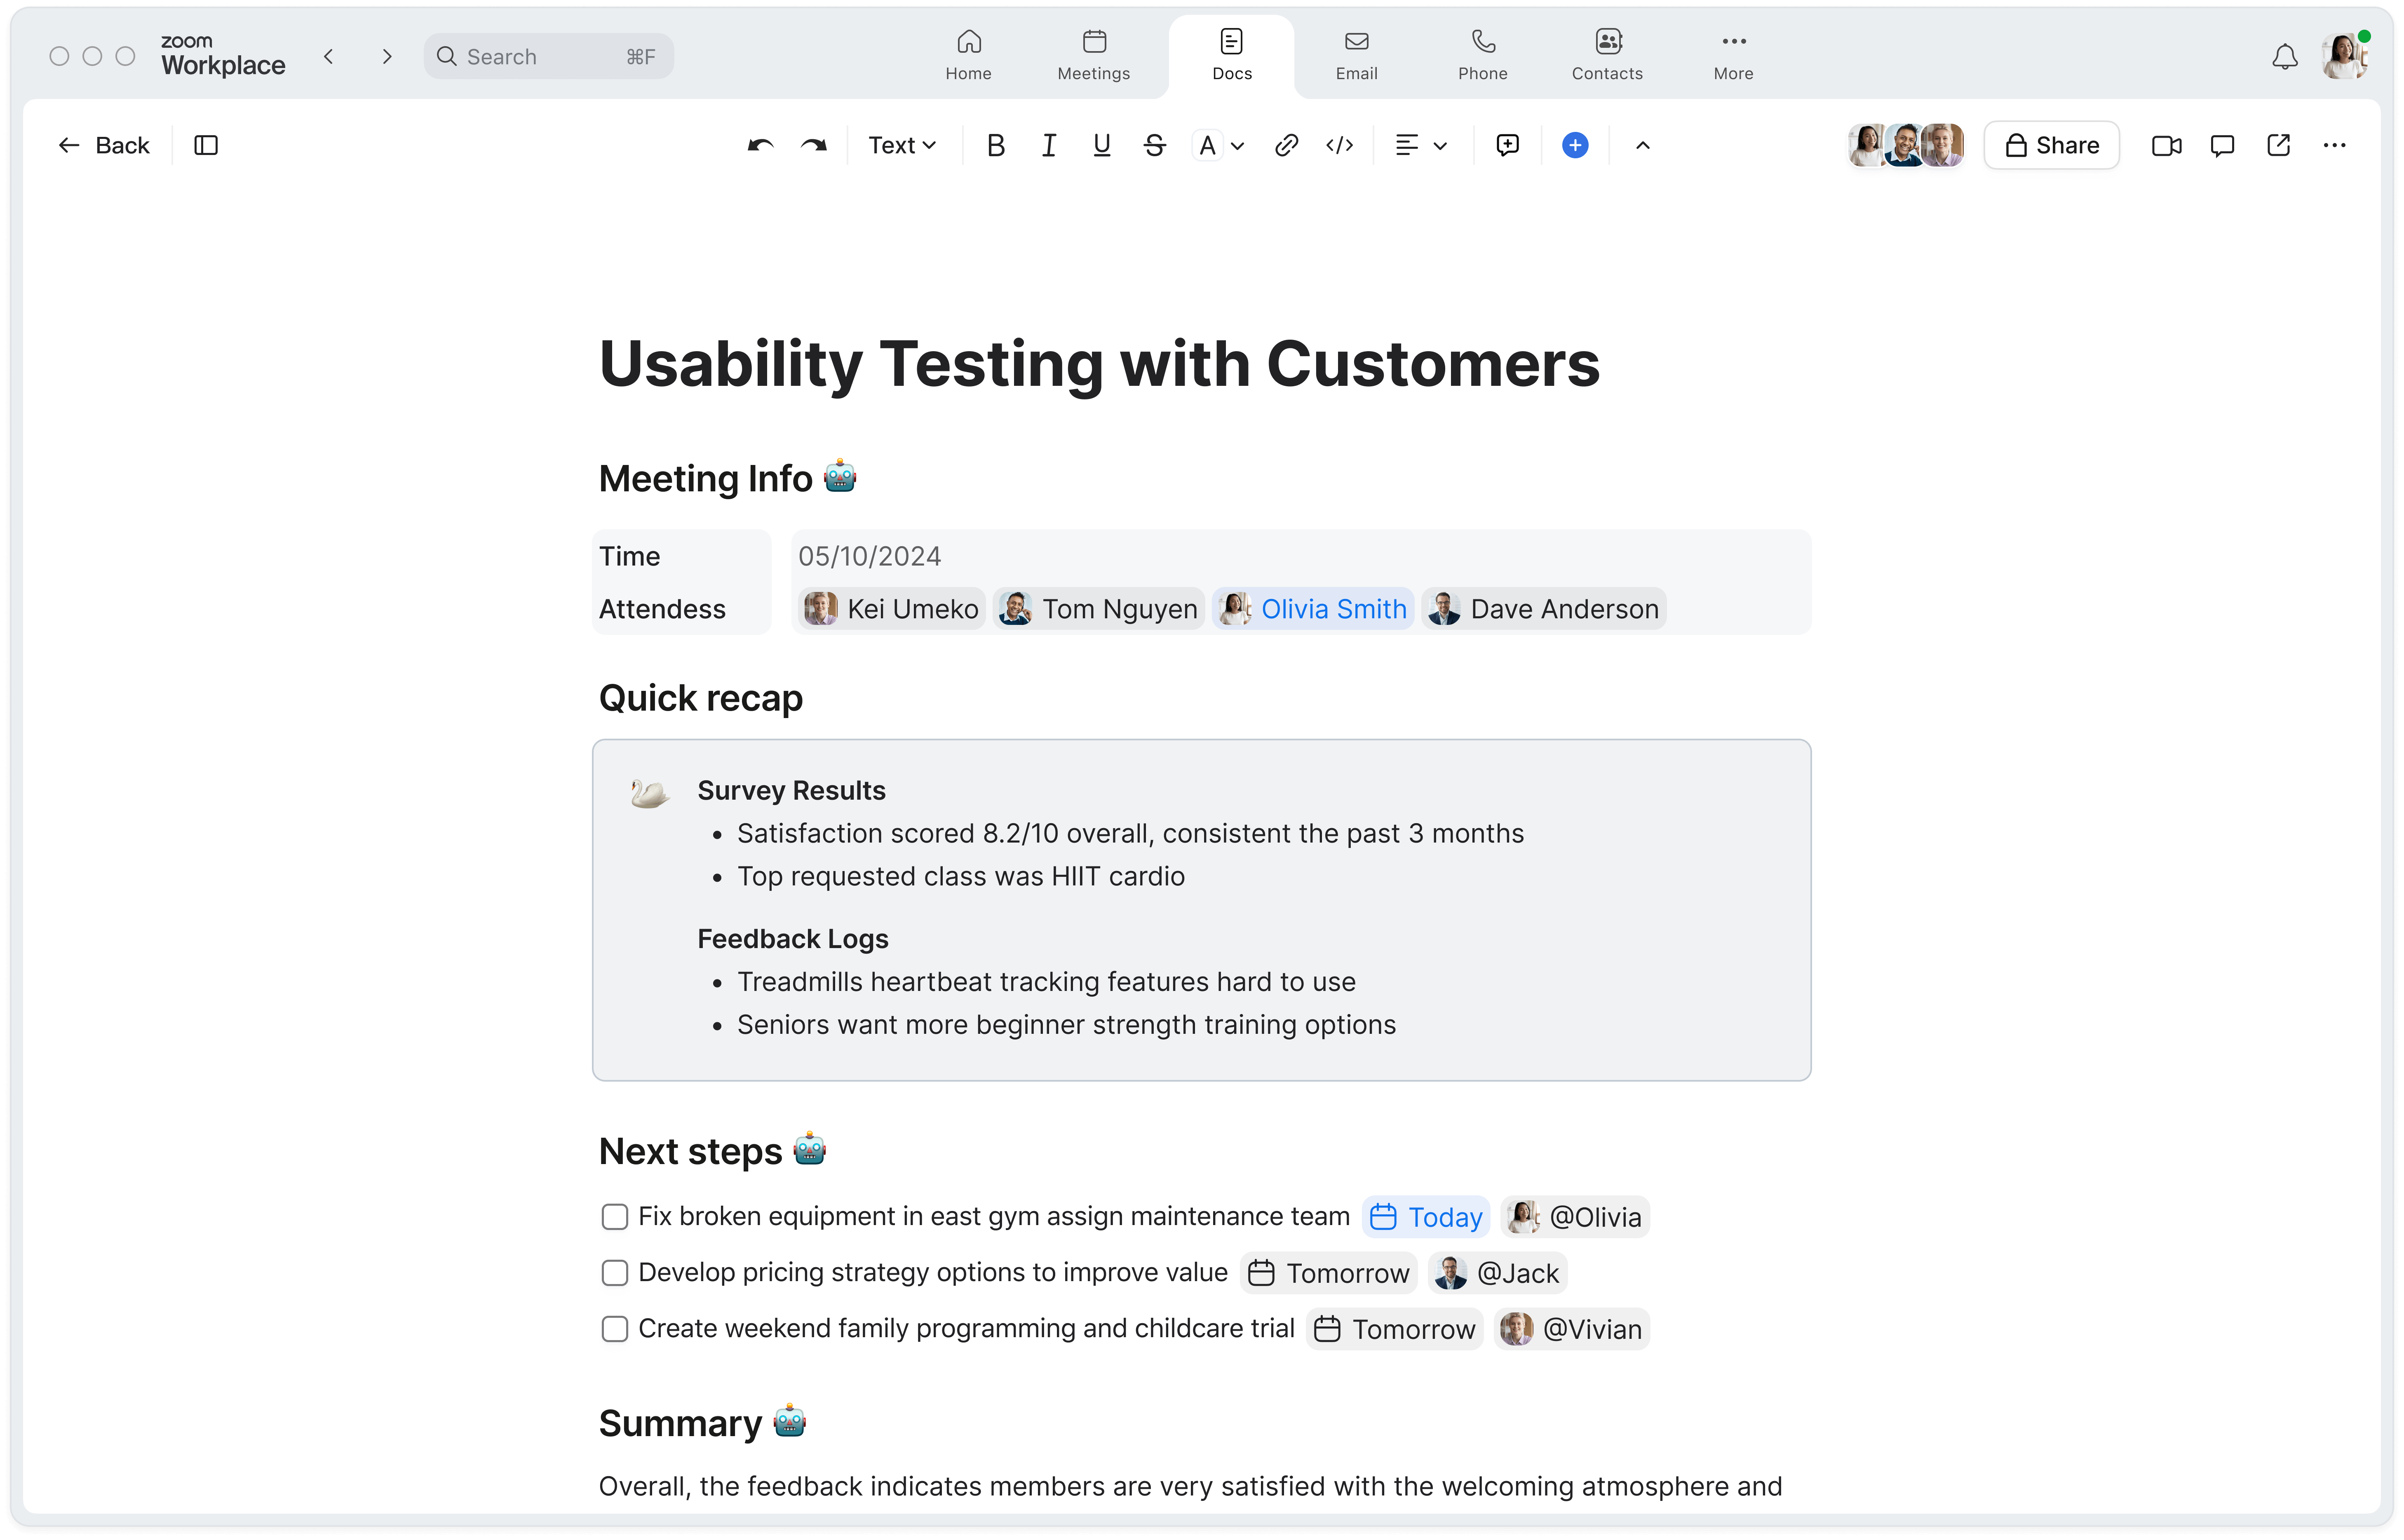 zoom
Workplace
Search ⌘F
Home Meetings Docs Email Phone Contacts More
Back
Text
B I U S A </>
Share
Usability Testing with Customers
Meeting Info 🤖
Time 05/10/2024
Attendess Kei Umeko Tom Nguyen Olivia Smith Dave Anderson
Quick recap
🦢 Survey Results
• Satisfaction scored 8.2/10 overall, consistent the past 3 months
• Top requested class was HIIT cardio
Feedback Logs
• Treadmills heartbeat tracking features hard to use
• Seniors want more beginner strength training options
Next steps 🤖
Fix broken equipment in east gym assign maintenance team Today @Olivia
Develop pricing strategy options to improve value Tomorrow @Jack
Create weekend family programming and childcare trial Tomorrow @Vivian
Summary 🤖
Overall, the feedback indicates members are very satisfied with the welcoming atmosphere and